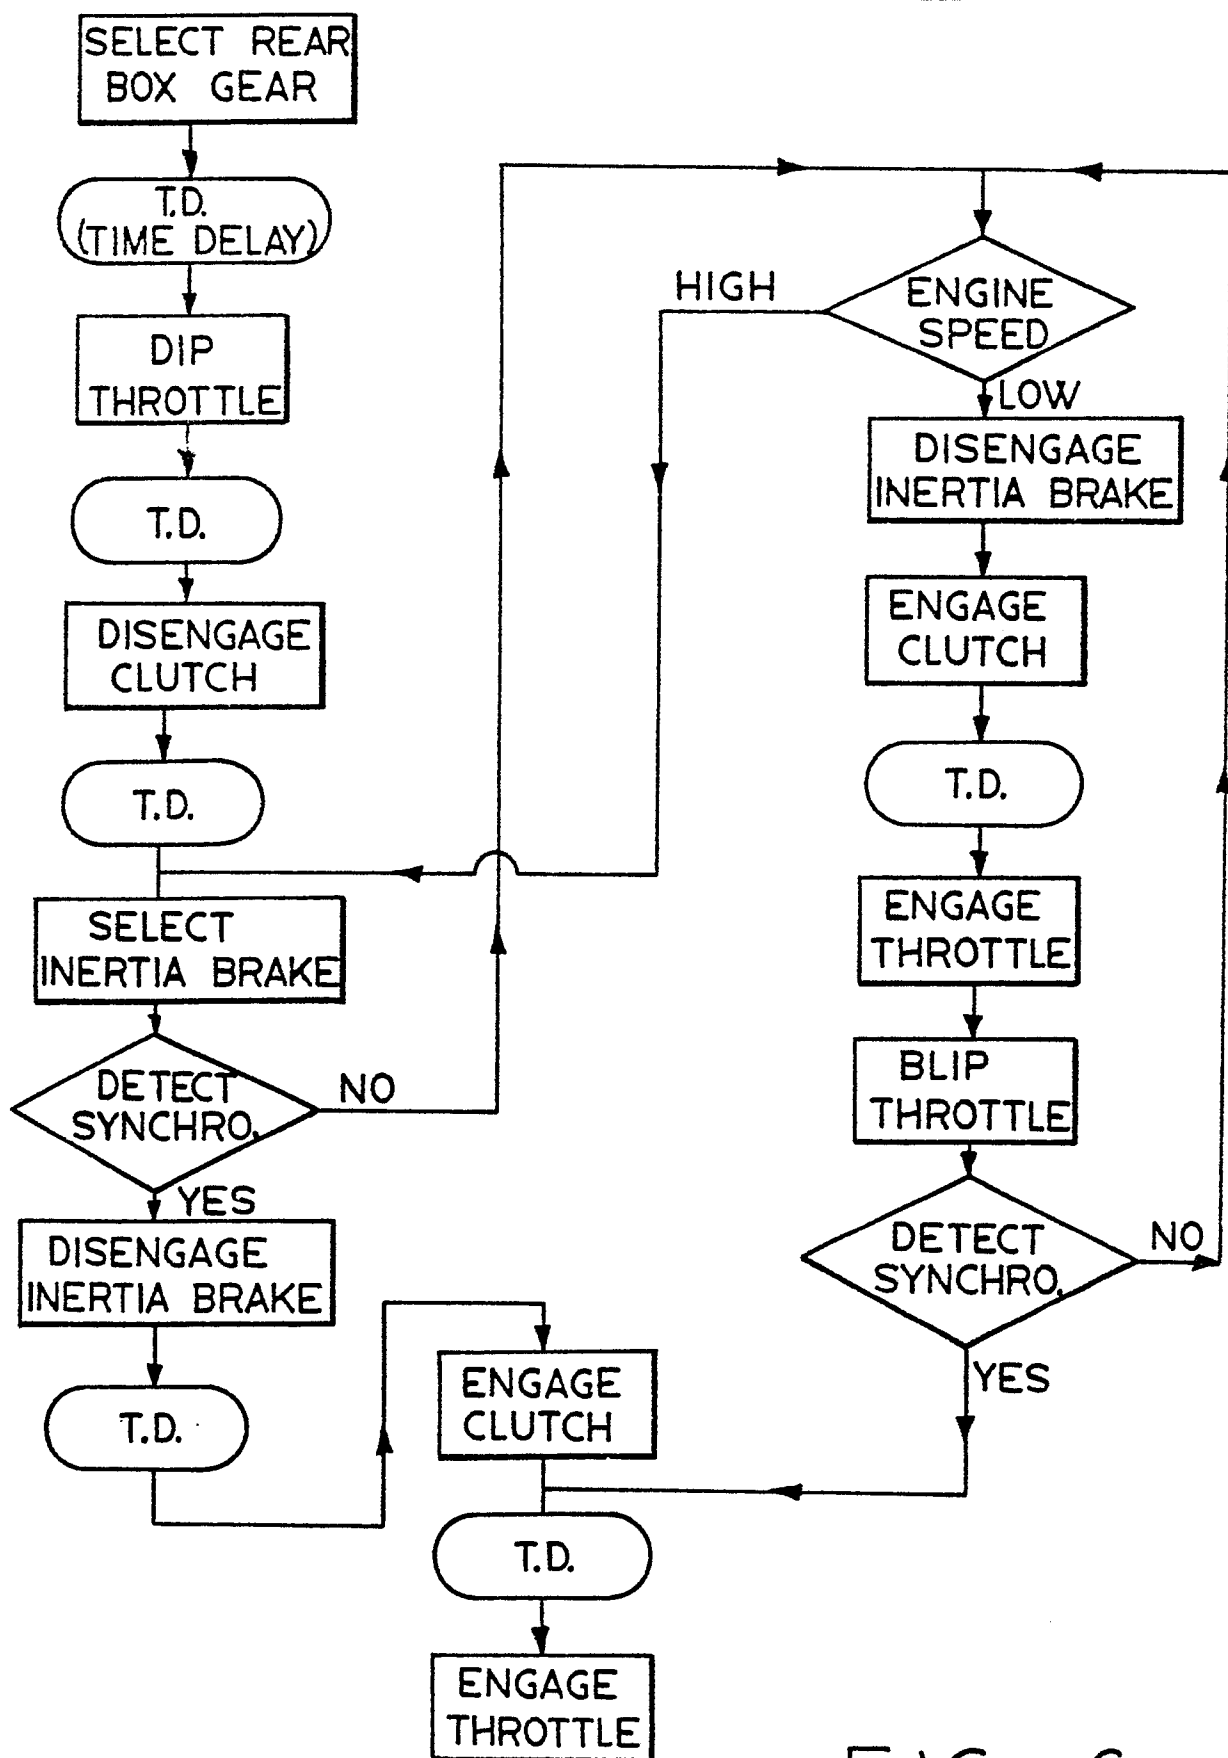 SELECT REAR
BOX GEAR
T.D.
(TIME DELAY)
DIP
THROTTLE
T.D.
DISENGAGE
CLUTCH
T.D.
SELECT
INERTIA BRAKE
DETECT
SYNCHRO.
NO
YES
DISENGAGE
INERTIA BRAKE
T.D.
ENGAGE
CLUTCH
T.D.
ENGAGE
THROTTLE
HIGH
ENGINE
SPEED
LOW
DISENGAGE
INERTIA BRAKE
ENGAGE
CLUTCH
T.D.
ENGAGE
THROTTLE
BLIP
THROTTLE
DETECT
SYNCHRO.
NO
YES